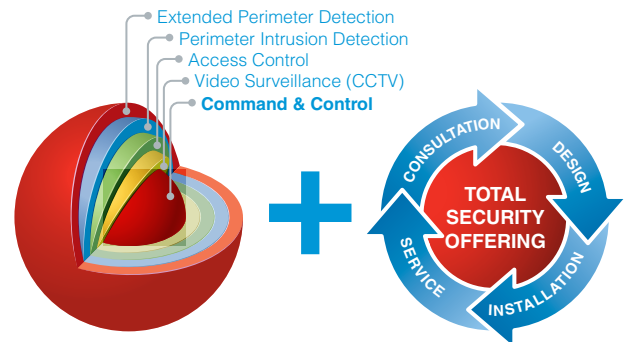 Extended Perimeter Detection
Perimeter Intrusion Detection
Access Control
Video Surveillance (CCTV)
Command & Control
CONSULTATION
DESIGN
INSTALLATION
SERVICE
TOTAL
SECURITY
OFFERING